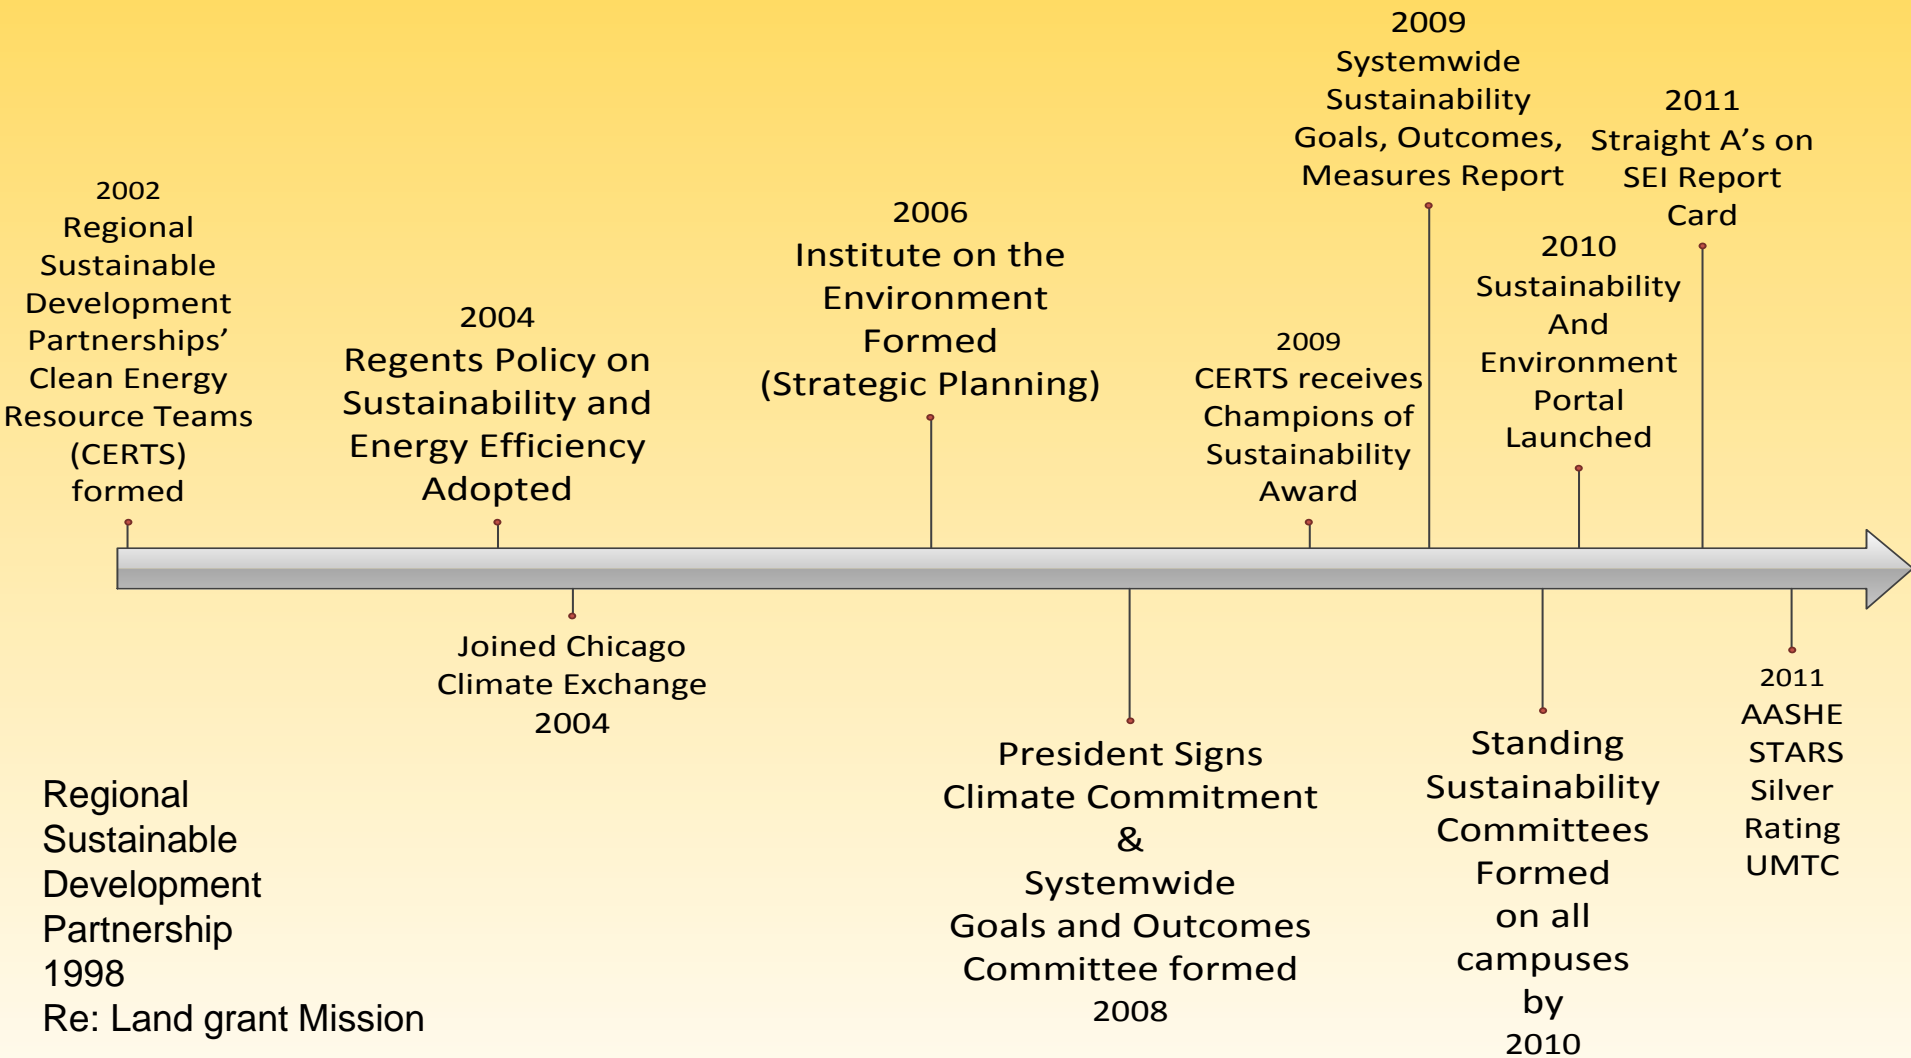 2002
Regional
Sustainable
Development
Partnerships’
Clean Energy
Resource Teams
(CERTS)
formed
2004
Regents Policy on
Sustainability and
Energy Efficiency
Adopted
2006
Institute on the
Environment
Formed
(Strategic Planning)
2009
CERTS receives
Champions of
Sustainability
Award
2009
Systemwide
Sustainability
Goals, Outcomes,
Measures Report
2010
Sustainability
And
Environment
Portal
Launched
2011
Straight A’s on
SEI Report
Card
Joined Chicago
Climate Exchange
2004
President Signs
Climate Commitment
&
Systemwide
Goals and Outcomes
Committee formed
2008
Standing
Sustainability
Committees
Formed
on all
campuses
by
2010
2011
AASHE
STARS
Silver
Rating
UMTC
Regional
Sustainable
Development
Partnership
1998
Re: Land grant Mission